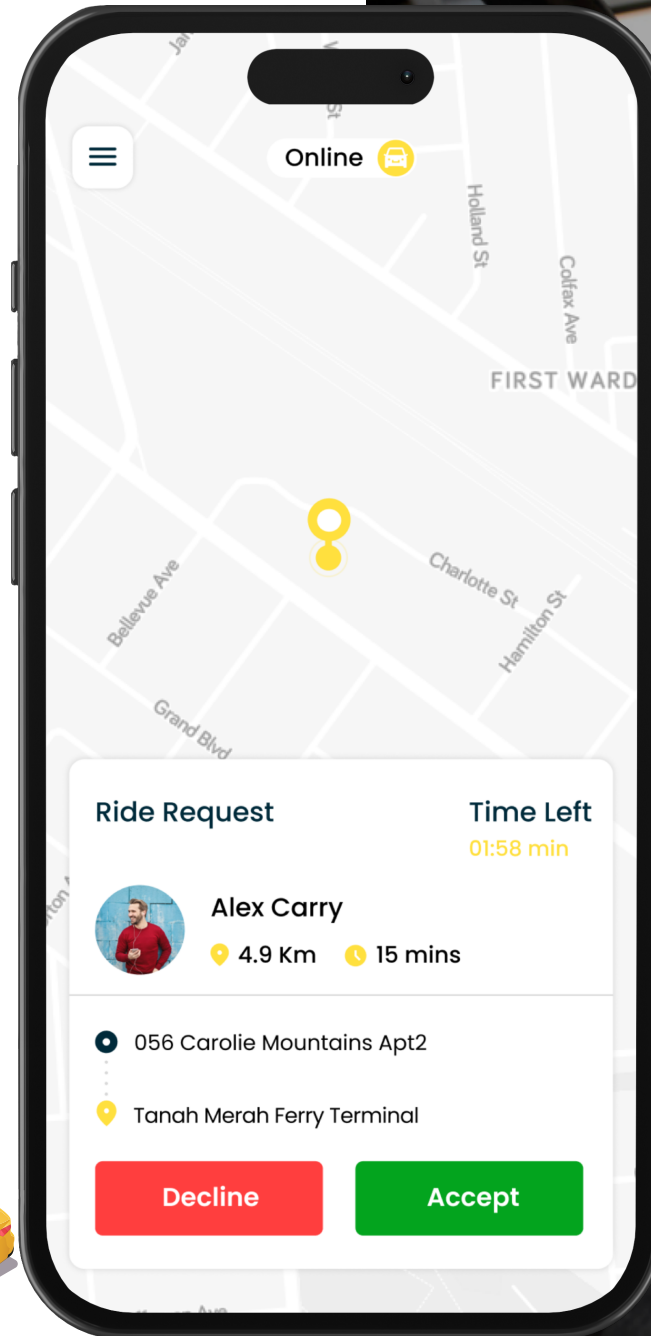 Online
Holland St
Colfax Ave
FIRST WARD
Charlotte St
Hamilton St
Bellevue Ave
Grand Blvd
Ride Request
Time Left
01:58 min
Alex Carry
4.9 Km
15 mins
056 Carolie Mountains Apt2
Tanah Merah Ferry Terminal
Decline
Accept